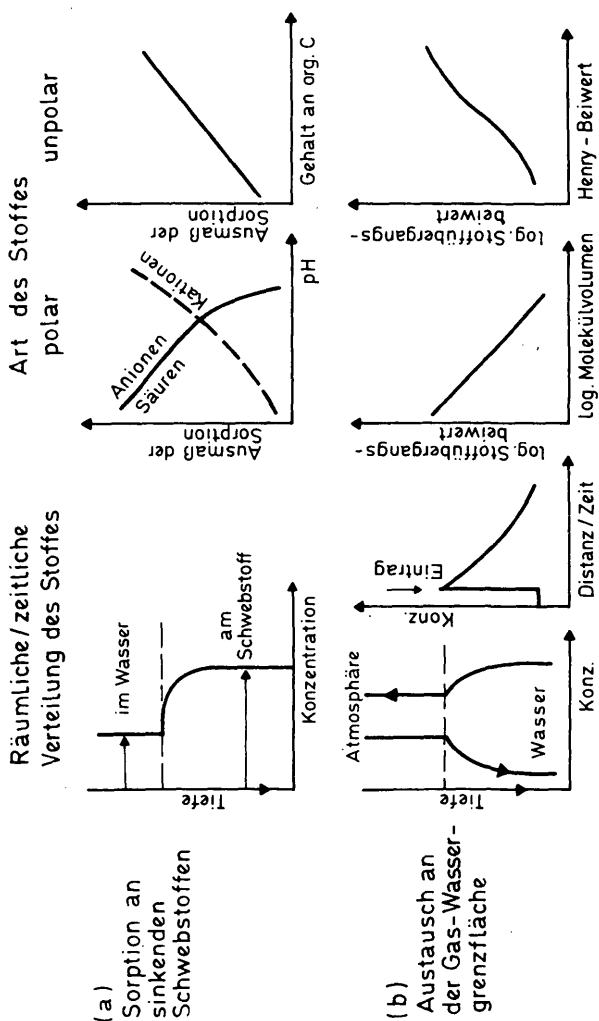 Räumliche/zeitliche
Verteilung des Stoffes
Art des Stoffes
polar
unpolar
(a)
Sorption an
sinkenden
Schwebstoffen
Tiefe
im Wasser
am
Schwebstoff
Konzentration
Ausmaß der
Sorption
Anionen
Säuren
Kationen
pH
Ausmaß der
Sorption
Gehalt an org. C
(b)
Austausch an
der Gas-Wasser-
grenzfläche
Tiefe
Atmosphäre
Wasser
Konz.
Konz.
Eintrag
Distanz/Zeit
log. Stoffübergangs-
beiwert
Log. Molekülvolumen
log. Stoffübergangs-
beiwert
Henry-Beiwert